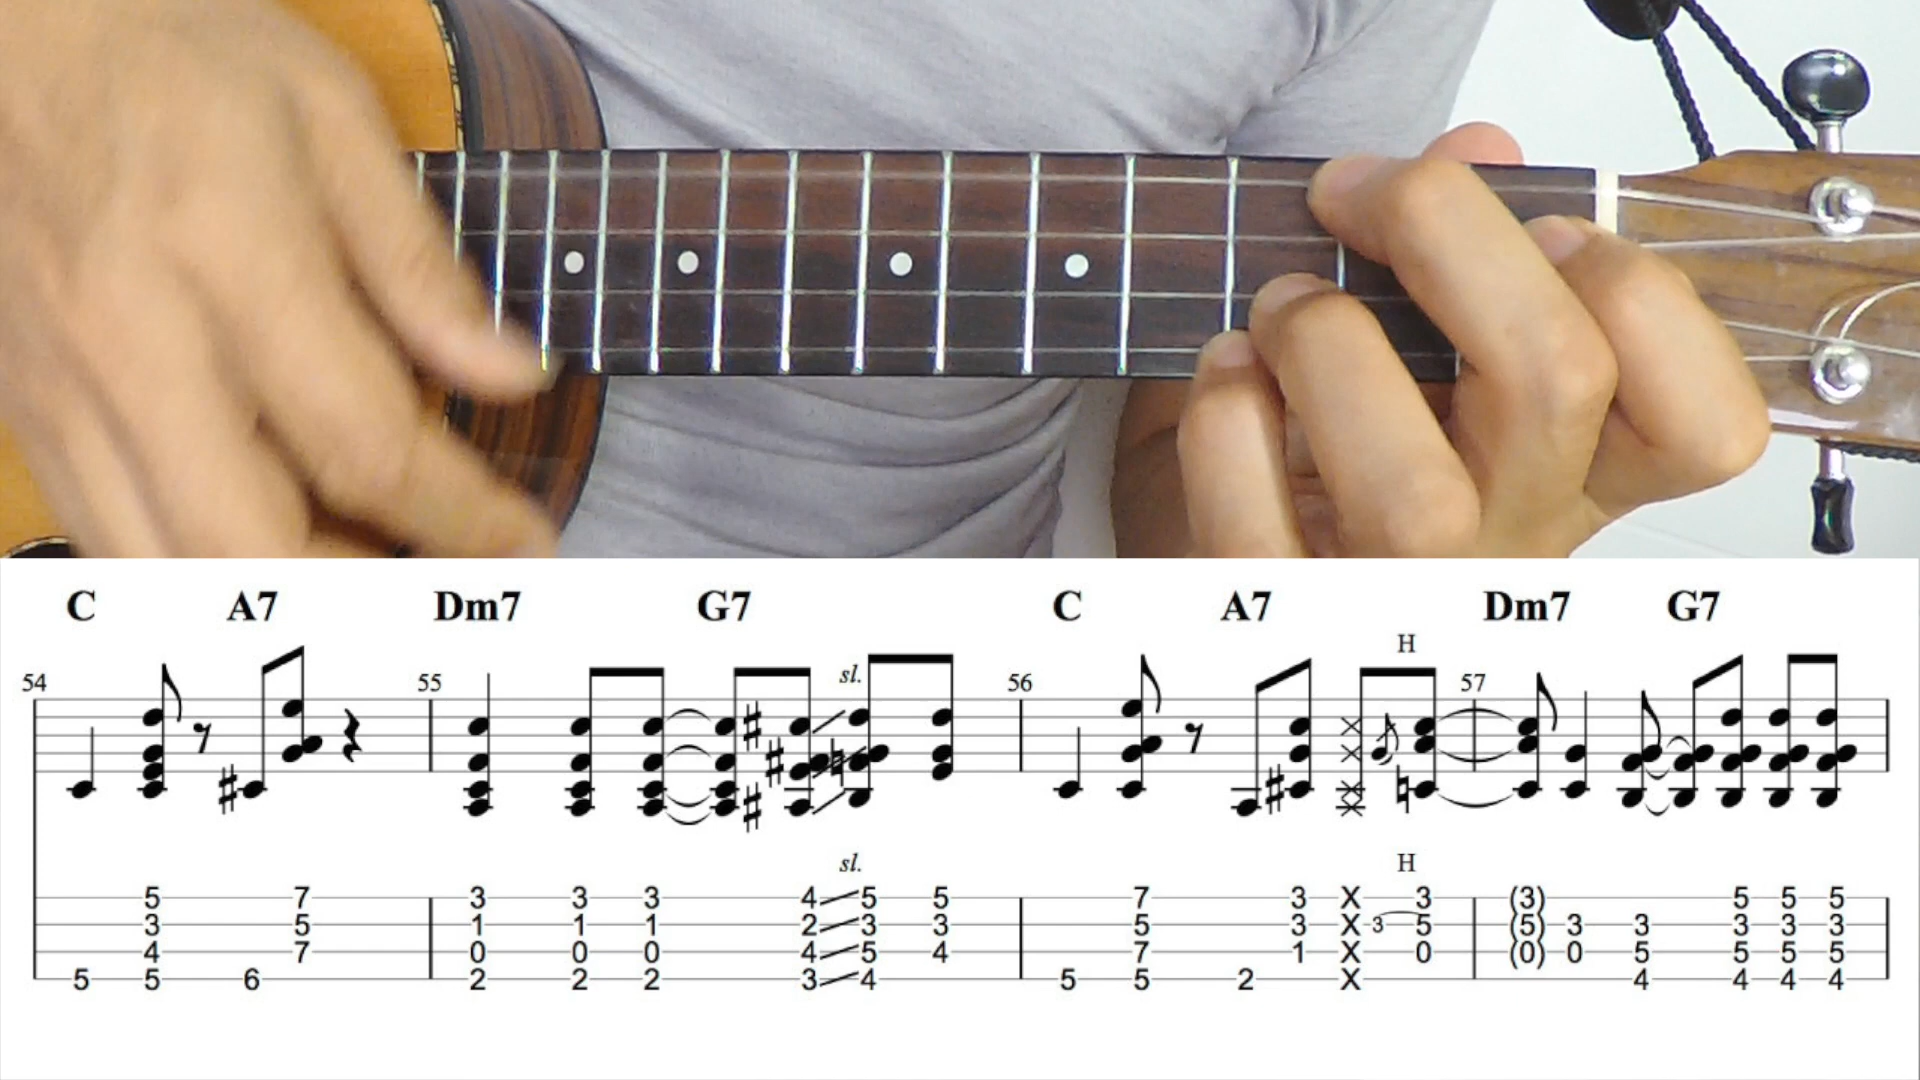 C A7 Dm7 G7 C A7 Dm7 G7
H
54 55 sl. 56 57
sl. H
5 7 3 3 3 4 5 5 7 3 X 3 (3) 5 5 5
3 5 1 1 1 2 3 3 5 3 X 3 5 (5) 3 3 3 3 3
4 7 0 0 0 4 5 4 7 1 X 0 (0) 0 5 5 5 5
5 5 6 2 2 2 3 4 5 5 2 X 4 4 4 4